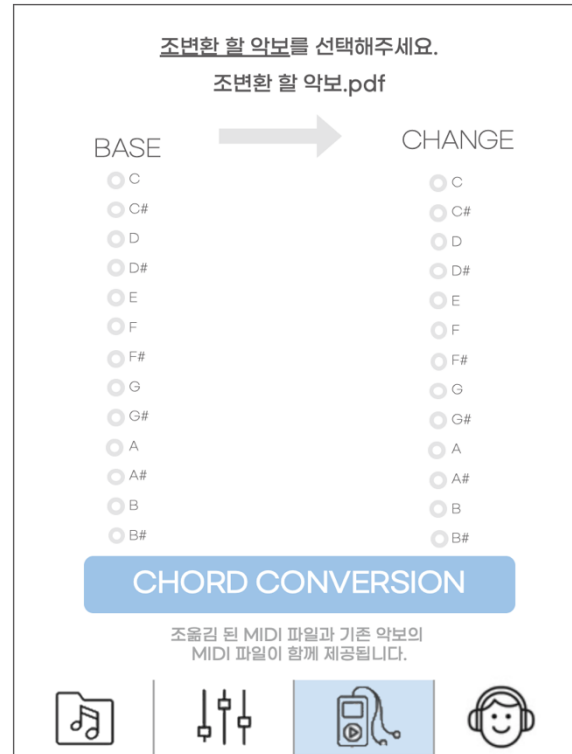 조변환 할 악보를 선택해주세요.
조변환 할 악보.pdf
BASE
C
C#
D
D#
E
F
F#
G
G#
A
A#
B
B#
CHANGE
C
C#
D
D#
E
F
F#
G
G#
A
A#
B
B#
CHORD CONVERSION
조옮김 된 MIDI 파일과 기존 악보의
MIDI 파일이 함께 제공됩니다.